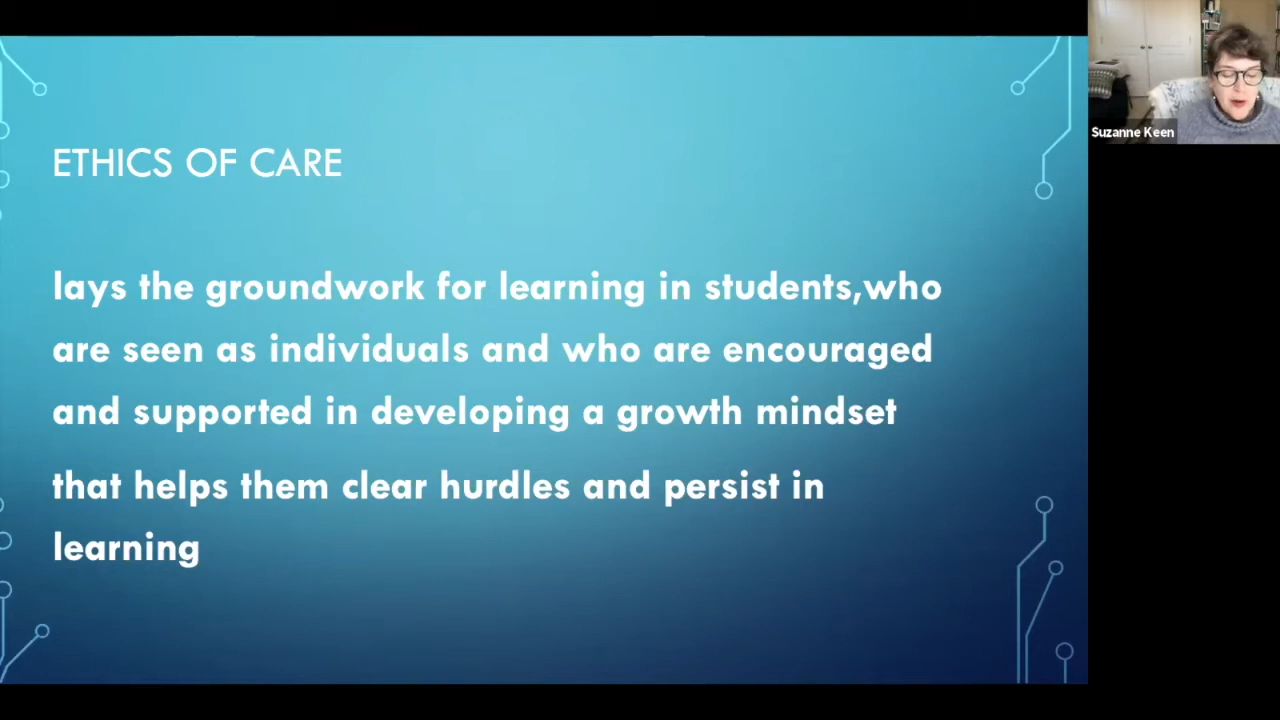 ETHICS OF CARE
lays the groundwork for learning in students,who
are seen as individuals and who are encouraged
and supported in developing a growth mindset
that helps them clear hurdles and persist in
learning
Suzanne Keen